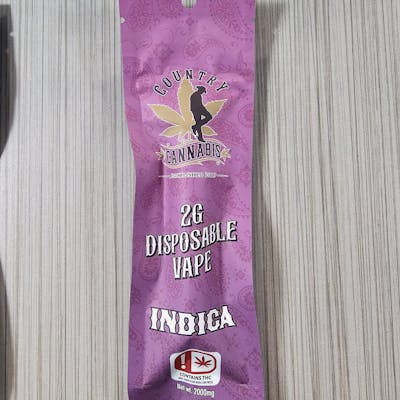 COUNTRY
CANNABIS
2G
DISPOSABLE
VAPE
INDICA
!
CONTAINS THC
Net wt. 2000mg